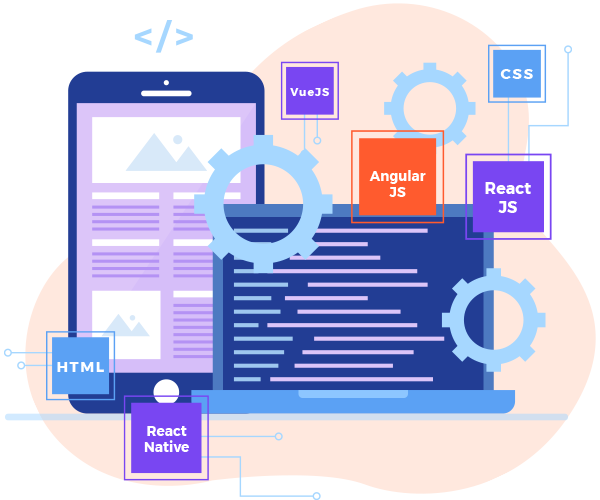 </>
VueJS
CSS
Angular
JS
React
JS
HTML
React
Native